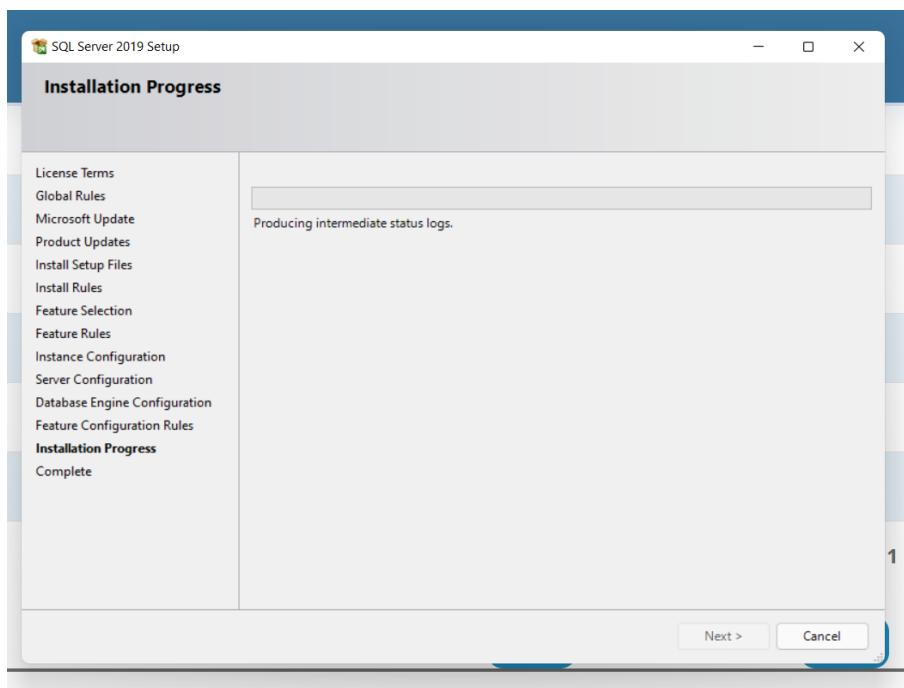 SQL Server 2019 Setup
Installation Progress
License Terms
Global Rules
Microsoft Update
Product Updates
Install Setup Files
Install Rules
Feature Selection
Feature Rules
Instance Configuration
Server Configuration
Database Engine Configuration
Feature Configuration Rules
Installation Progress
Complete
Producing intermediate status logs.
1
Next >
Cancel